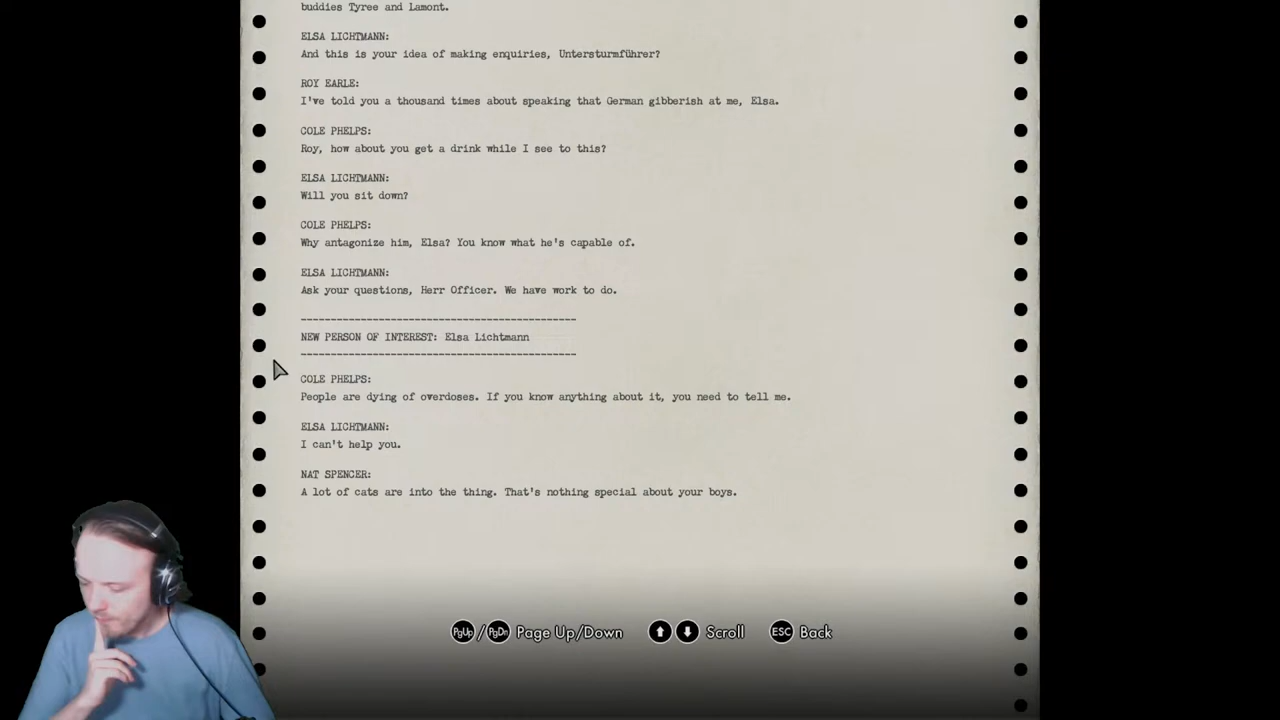 buddies Tyree and Lamont.
ELSA LICHTMANN:
And this is your idea of making enquiries, Untersturmführer?
ROY EARLE:
I've told you a thousand times about speaking that German gibberish at me, Elsa.
COLE PHELPS:
Roy, how about you get a drink while I see to this?
ELSA LICHTMANN:
Will you sit down?
COLE PHELPS:
Why antagonize him, Elsa? You know what he's capable of.
ELSA LICHTMANN:
Ask your questions, Herr Officer. We have work to do.
NEW PERSON OF INTEREST: Elsa Lichtmann
COLE PHELPS:
People are dying of overdoses. If you know anything about it, you need to tell me.
ELSA LICHTMANN:
I can't help you.
NAT SPENCER:
A lot of cats are into the thing. That's nothing special about your boys.
PgUp / PgDn Page Up/Down Scroll ESC Back